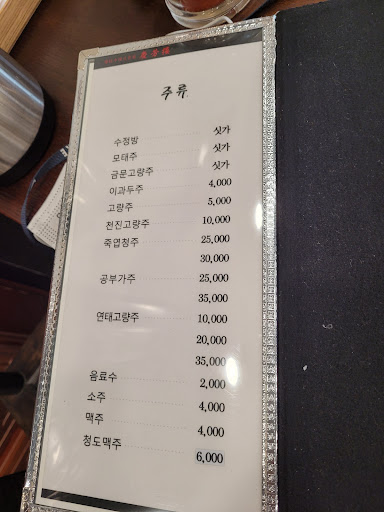 주류
수정방 싯가
모태주 싯가
금문고량주 싯가
이과두주 4,000
고량주 5,000
천진고량주 10,000
죽엽청주 25,000
30,000
공부가주 25,000
35,000
연태고량주 10,000
20,000
35,000
음료수 2,000
소주 4,000
맥주 4,000
청도맥주 6,000